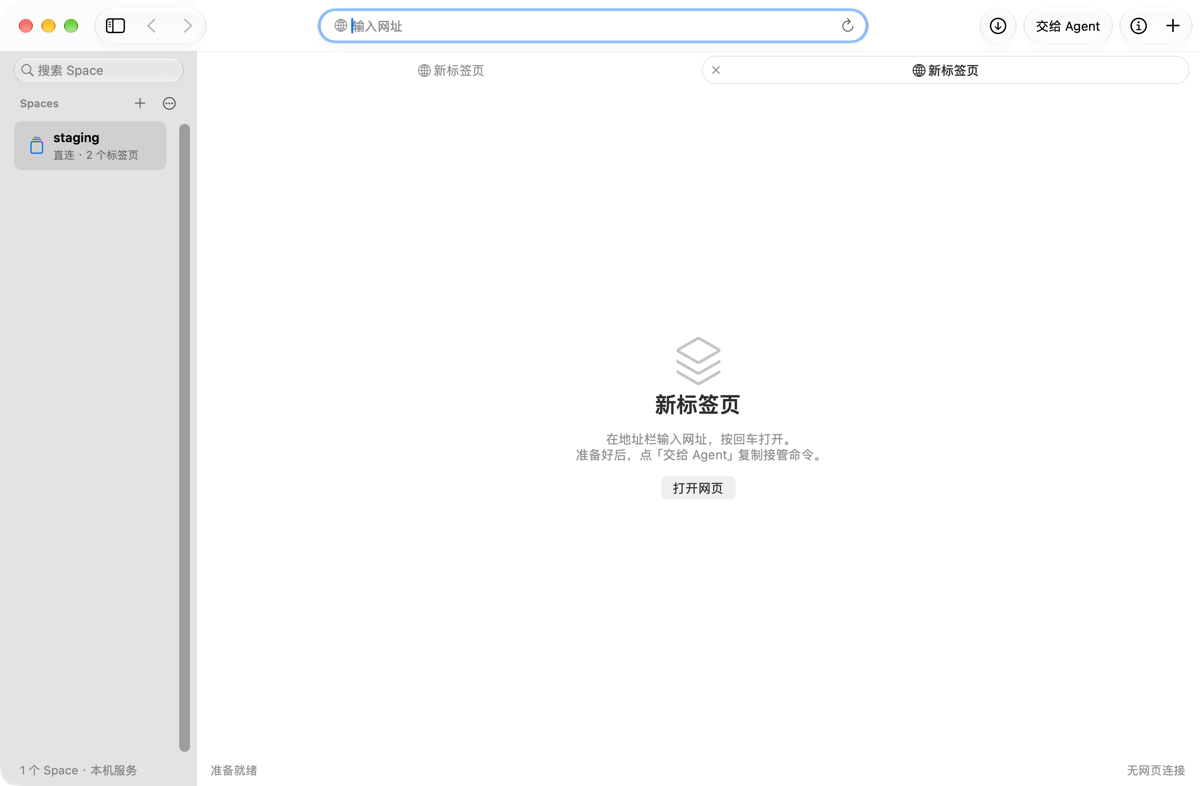 输入网址
交给 Agent
搜索 Space
新标签页
新标签页
Spaces
staging
直连 · 2 个标签页
新标签页
在地址栏输入网址，按回车打开。
准备好后，点「交给 Agent」复制接管命令。
打开网页
1 个 Space · 本机服务
准备就绪
无网页连接